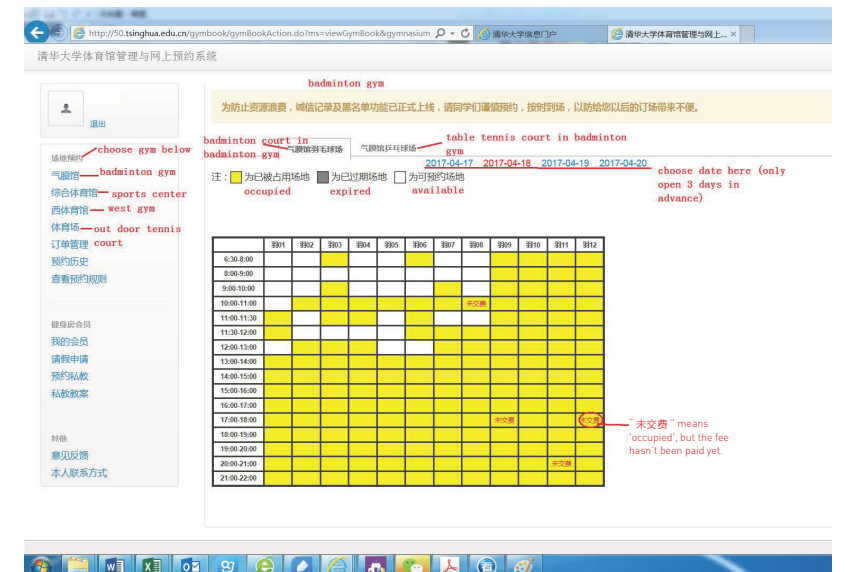 http://50.tsinghua.edu.cn/gymbook/gymBookAction.do?ms=viewGymBook&gymnasium_
清华大学信息门户
清华大学体育馆管理与网上... ×
清华大学体育馆管理与网上预约系统
badminton gym
为防止资源浪费，诚信记录及黑名单功能已正式上线，请同学们谨慎预约，按时到场，以防给您以后的订场带来不便。
退出
场地预约
choose gym below
气膜馆
badminton gym
综合体育馆
sports center
西体育馆
west gym
体育场
out door tennis
订单管理
court
预约历史
查看预约规则
健身房会员
我的会员
请假申请
预约私教
私教教案
其他
意见反馈
本人联系方式
badminton court in
badminton gym
气膜馆羽毛球场
气膜馆乒乓球场
table tennis court in badminton
gym
2017-04-17 2017-04-18 2017-04-19 2017-04-20
choose date here (only
open 3 days in
advance)
注： 为已被占用场地 为已过期场地 为可预约场地
occupied expired available
羽01 羽02 羽03 羽04 羽05 羽06 羽07 羽08 羽09 羽10 羽11 羽12
6:30-8:00
8:00-9:00
9:00-10:00
10:00-11:00 未交费
11:00-11:30
11:30-12:00
12:00-13:00
13:00-14:00
14:00-15:00
15:00-16:00
16:00-17:00
17:00-18:00 未交费 未交费
18:00-19:00
19:00-20:00
20:00-21:00 未交费
21:00-22:00
" 未交费 " means
'occupied', but the fee
hasn't been paid yet.